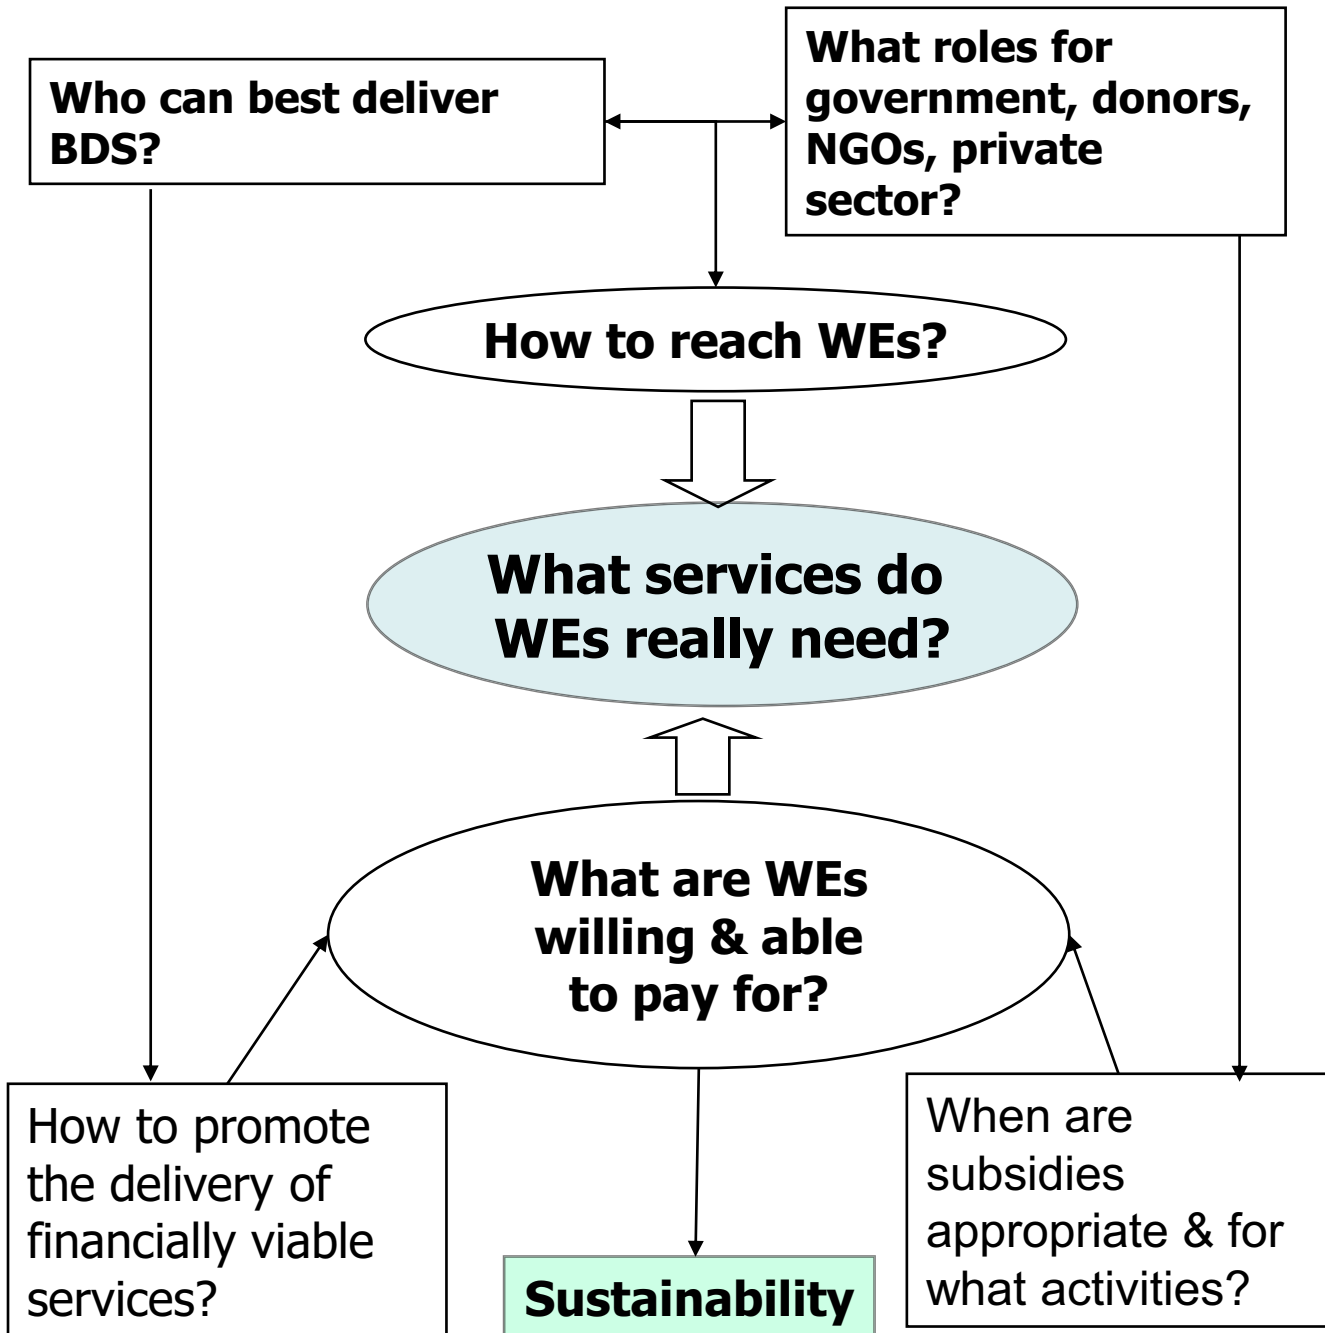 Who can best deliver
BDS?
What roles for
government, donors,
NGOs, private
sector?
How to reach WEs?
What services do
WEs really need?
What are WEs
willing & able
to pay for?
How to promote
the delivery of
financially viable
services?
Sustainability
When are
subsidies
appropriate & for
what activities?